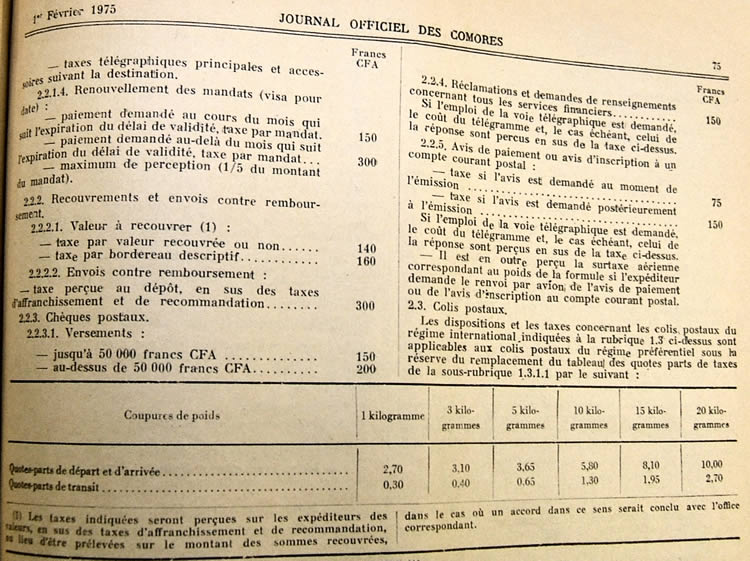 1er Février 1975
JOURNAL OFFICIEL DES COMORES
75
Francs
CFA
— taxes télégraphiques principales et acces-
soires suivant la destination.
2.2.1.4. Renouvellement des mandats (visa pour
date) :
— paiement demandé au cours du mois qui
suit l'expiration du délai de validité, taxe par mandat. 150
— paiement demandé au-delà du mois qui suit
l'expiration du délai de validité, taxe par mandat... 300
— maximum de perception (1/5 du montant
du mandat).
2.2.2. Recouvrements et envois contre rembour-
sement.
2.2.2.1. Valeur à recouvrer (1) :
— taxe par valeur recouvrée ou non...... 140
— taxe par bordereau descriptif.......... 160
2.2.2.2. Envois contre remboursement :
— taxe perçue au dépôt, en sus des taxes
d'affranchissement et de recommandation........ 300
2.2.3. Chèques postaux.
2.2.3.1. Versements :
— jusqu'à 50 000 francs CFA ............ 150
— au-dessus de 50 000 francs CFA........ 200
Francs
CFA
2.2.4. Réclamations et demandes de renseignements
concernant tous les services financiers............ 150
Si l'emploi de la voie télégraphique est demandé,
le coût du télégramme et, le cas échéant, celui de
la réponse sont perçus en sus de la taxe ci-dessus.
2.2.5. Avis de paiement ou avis d'inscription à un
compte courant postal :
— taxe si l'avis est demandé au moment de
l'émission ................................ 75
— taxe si l'avis est demandé postérieurement
à l'émission .............................. 150
Si l'emploi de la voie télégraphique est demandé,
le coût du télégramme et, le cas échéant, celui de
la réponse sont perçus en sus de la taxe ci-dessus.
— Il est en outre perçu la surtaxe aérienne
correspondant au poids de la formule si l'expéditeur
demande le renvoi par avion de l'avis de paiement
ou de l'avis d'inscription au compte courant postal.
2.3. Colis postaux.
Les dispositions et les taxes concernant les colis postaux du
régime international indiquées à la rubrique 1.3 ci-dessus sont
applicables aux colis postaux du régime préférentiel sous la
réserve du remplacement du tableau des quotes parts de taxes
de la sous-rubrique 1.3.1.1 par le suivant :
Coupures de poids 1 kilogramme 3 kilo-grammes 5 kilo-grammes 10 kilo-grammes 15 kilo-grammes 20 kilo-grammes
Quotes-parts de départ et d'arrivée.......................... 2,70 3,10 3,65 5,80 8,10 10,00
Quotes-parts de transit...................................... 0.30 0.40 0.65 1.30 1.95 2,70
(1) Les taxes indiquées seront perçues sur les expéditeurs des
valeurs, en sus des taxes d'affranchissement et de recommandation,
au lieu d'être prélevées sur le montant des sommes recouvrées,
dans le cas où un accord dans ce sens serait conclu avec l'office
correspondant.